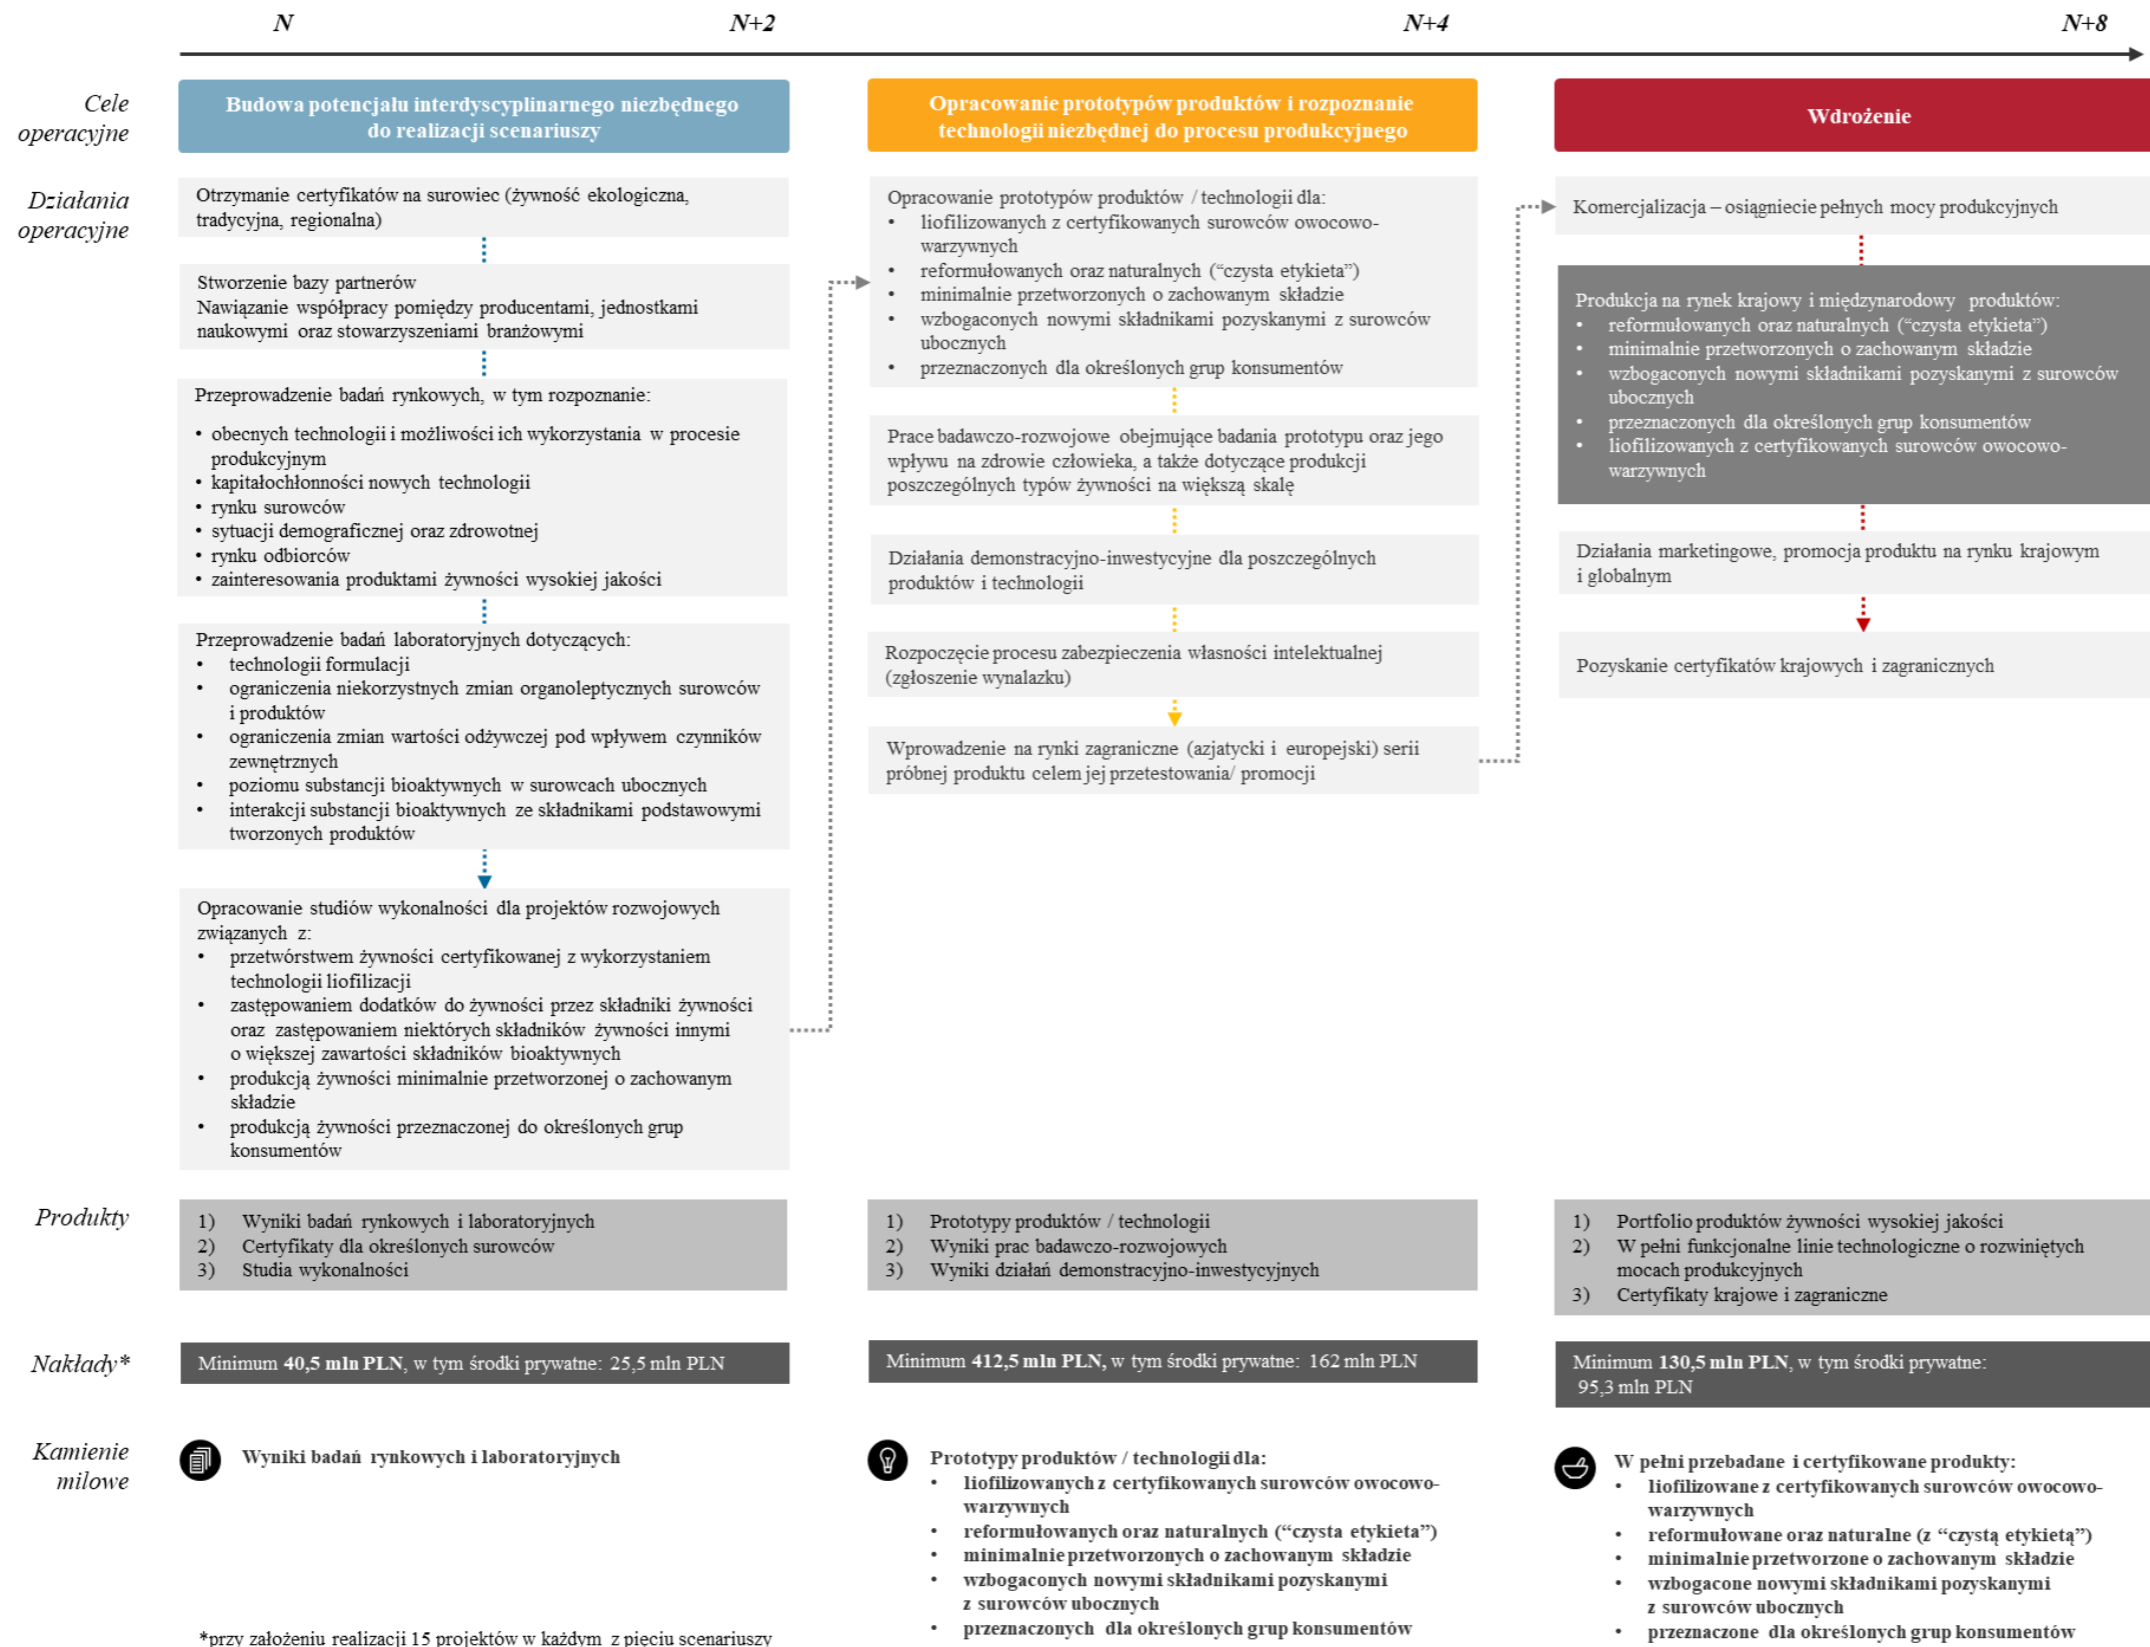 N
N+2
N+4
N+8
Cele
operacyjne
Budowa potencjału interdyscyplinarnego niezbędnego
do realizacji scenariuszy
Opracowanie prototypów produktów i rozpoznanie
technologii niezbędnej do procesu produkcyjnego
Wdrożenie
Działania
operacyjne
Otrzymanie certyfikatów na surowiec (żywność ekologiczna,
tradycyjna, regionalna)
Stworzenie bazy partnerów
Nawiązanie współpracy pomiędzy producentami, jednostkami
naukowymi oraz stowarzyszeniami branżowymi
Przeprowadzenie badań rynkowych, w tym rozpoznanie:
• obecnych technologii i możliwości ich wykorzystania w procesie
produkcyjnym
• kapitałochłonności nowych technologii
• rynku surowców
• sytuacji demograficznej oraz zdrowotnej
• rynku odbiorców
• zainteresowania produktami żywności wysokiej jakości
Przeprowadzenie badań laboratoryjnych dotyczących:
• technologii formulacji
• ograniczenia niekorzystnych zmian organoleptycznych surowców
i produktów
• ograniczenia zmian wartości odżywczej pod wpływem czynników
zewnętrznych
• poziomu substancji bioaktywnych w surowcach ubocznych
• interakcji substancji bioaktywnych ze składnikami podstawowymi
tworzonych produktów
Opracowanie studiów wykonalności dla projektów rozwojowych
związanych z:
• przetwórstwem żywności certyfikowanej z wykorzystaniem
technologii liofilizacji
• zastępowaniem dodatków do żywności przez składniki żywności
oraz zastępowaniem niektórych składników żywności innymi
o większej zawartości składników bioaktywnych
• produkcją żywności minimalnie przetworzonej o zachowanym
składzie
• produkcją żywności przeznaczonej do określonych grup
konsumentów
Opracowanie prototypów produktów / technologii dla:
• liofilizowanych z certyfikowanych surowców owocowo-
warzywnych
• reformułowanych oraz naturalnych (“czysta etykieta”)
• minimalnie przetworzonych o zachowanym składzie
• wzbogaconych nowymi składnikami pozyskanymi z surowców
ubocznych
• przeznaczonych dla określonych grup konsumentów
Prace badawczo-rozwojowe obejmujące badania prototypu oraz jego
wpływu na zdrowie człowieka, a także dotyczące produkcji
poszczególnych typów żywności na większą skalę
Działania demonstracyjno-inwestycyjne dla poszczególnych
produktów i technologii
Rozpoczęcie procesu zabezpieczenia własności intelektualnej
(zgłoszenie wynalazku)
Wprowadzenie na rynki zagraniczne (azjatycki i europejski) serii
próbnej produktu celem jej przetestowania/ promocji
Komercjalizacja – osiągniecie pełnych mocy produkcyjnych
Produkcja na rynek krajowy i międzynarodowy produktów:
• reformułowanych oraz naturalnych (“czysta etykieta”)
• minimalnie przetworzonych o zachowanym składzie
• wzbogaconych nowymi składnikami pozyskanymi z surowców
ubocznych
• przeznaczonych dla określonych grup konsumentów
• liofilizowanych z certyfikowanych surowców owocowo-
warzywnych
Działania marketingowe, promocja produktu na rynku krajowym
i globalnym
Pozyskanie certyfikatów krajowych i zagranicznych
Produkty
1) Wyniki badań rynkowych i laboratoryjnych
2) Certyfikaty dla określonych surowców
3) Studia wykonalności
1) Prototypy produktów / technologii
2) Wyniki prac badawczo-rozwojowych
3) Wyniki działań demonstracyjno-inwestycyjnych
1) Portfolio produktów żywności wysokiej jakości
2) W pełni funkcjonalne linie technologiczne o rozwiniętych
mocach produkcyjnych
3) Certyfikaty krajowe i zagraniczne
Nakłady*
Minimum 40,5 mln PLN, w tym środki prywatne: 25,5 mln PLN
Minimum 412,5 mln PLN, w tym środki prywatne: 162 mln PLN
Minimum 130,5 mln PLN, w tym środki prywatne:
95,3 mln PLN
Kamienie
milowe
Wyniki badań rynkowych i laboratoryjnych
Prototypy produktów / technologii dla:
• liofilizowanych z certyfikowanych surowców owocowo-
warzywnych
• reformułowanych oraz naturalnych (“czysta etykieta”)
• minimalnie przetworzonych o zachowanym składzie
• wzbogaconych nowymi składnikami pozyskanymi
z surowców ubocznych
• przeznaczonych dla określonych grup konsumentów
W pełni przebadane i certyfikowane produkty:
• liofilizowane z certyfikowanych surowców owocowo-
warzywnych
• reformułowane oraz naturalne (z “czystą etykietą”)
• minimalnie przetworzone o zachowanym składzie
• wzbogacone nowymi składnikami pozyskanymi
z surowców ubocznych
• przeznaczone dla określonych grup konsumentów
*przy założeniu realizacji 15 projektów w każdym z pięciu scenariuszy